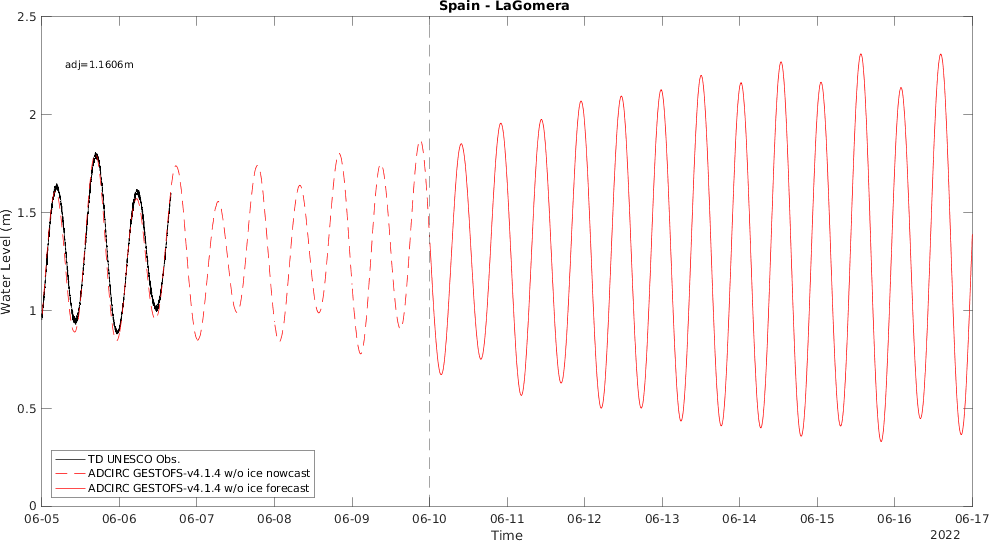 Spain - LaGomera
2.5
adj=1.1606m
2
1.5
Water Level (m)
1
0.5
TD UNESCO Obs.
ADCIRC GESTOFS-v4.1.4 w/o ice nowcast
ADCIRC GESTOFS-v4.1.4 w/o ice forecast
0
06-05 06-06 06-07 06-08 06-09 06-10 06-11 06-12 06-13 06-14 06-15 06-16 06-17
Time
2022